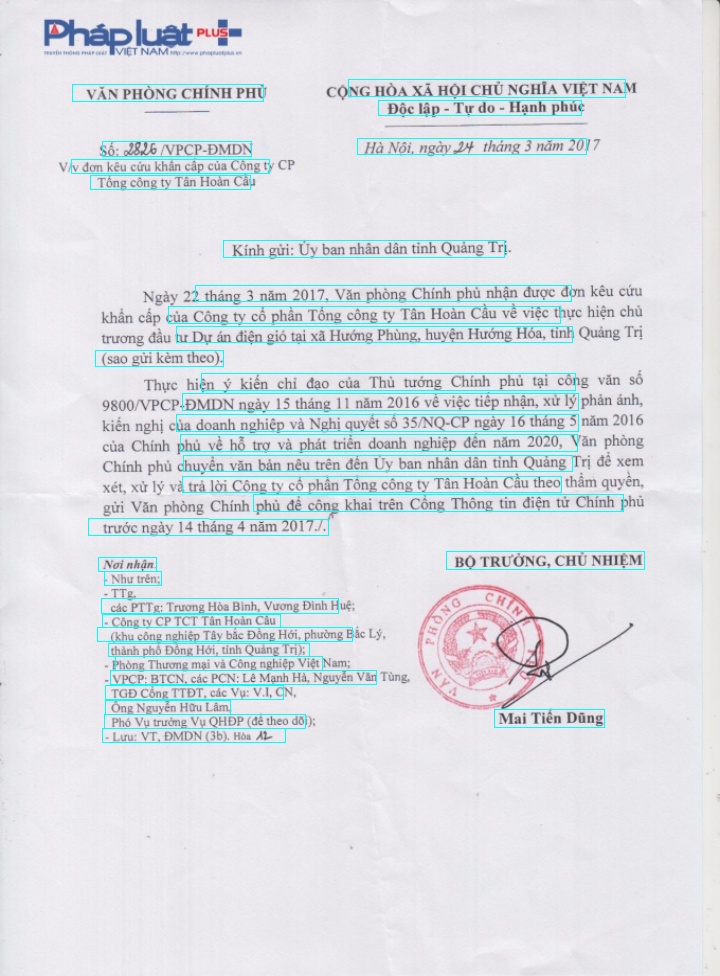 Pháp luật PLUS+
TRUYỀN THÔNG PHÁP LUẬT VIỆT NAM http://www.phapluatplus.vn
VĂN PHÒNG CHÍNH PHỦ
CỘNG HÒA XÃ HỘI CHỦ NGHĨA VIỆT NAM
Độc lập - Tự do - Hạnh phúc
Số: 2826 /VPCP-ĐMDN
Hà Nội, ngày 24 tháng 3 năm 2017
V/v đơn kêu cứu khẩn cấp của Công ty CP
Tổng công ty Tân Hoàn Cầu
Kính gửi: Ủy ban nhân dân tỉnh Quảng Trị.
Ngày 22 tháng 3 năm 2017, Văn phòng Chính phủ nhận được đơn kêu cứu
khẩn cấp của Công ty cổ phần Tổng công ty Tân Hoàn Cầu về việc thực hiện chủ
trương đầu tư Dự án điện gió tại xã Hướng Phùng, huyện Hướng Hóa, tỉnh Quảng Trị
(sao gửi kèm theo).
Thực hiện ý kiến chỉ đạo của Thủ tướng Chính phủ tại công văn số
9800/VPCP-ĐMDN ngày 15 tháng 11 năm 2016 về việc tiếp nhận, xử lý phản ánh,
kiến nghị của doanh nghiệp và Nghị quyết số 35/NQ-CP ngày 16 tháng 5 năm 2016
của Chính phủ về hỗ trợ và phát triển doanh nghiệp đến năm 2020, Văn phòng
Chính phủ chuyển văn bản nêu trên đến Ủy ban nhân dân tỉnh Quảng Trị để xem
xét, xử lý và trả lời Công ty cổ phần Tổng công ty Tân Hoàn Cầu theo thẩm quyền,
gửi Văn phòng Chính phủ để công khai trên Cổng Thông tin điện tử Chính phủ
trước ngày 14 tháng 4 năm 2017./.
Nơi nhận:
- Như trên;
- TTg,
các PTTg: Trương Hòa Bình, Vương Đình Huệ;
- Công ty CP TCT Tân Hoàn Cầu
(khu công nghiệp Tây bắc Đồng Hới, phường Bắc Lý,
thành phố Đồng Hới, tỉnh Quảng Trị);
- Phòng Thương mại và Công nghiệp Việt Nam;
- VPCP: BTCN, các PCN: Lê Mạnh Hà, Nguyễn Văn Tùng,
TGĐ Cổng TTĐT, các Vụ: V.I, CN,
Ông Nguyễn Hữu Lâm,
Phó Vụ trưởng Vụ QHĐP (để theo dõi);
- Lưu: VT, ĐMDN (3b). Hòa 12
BỘ TRƯỞNG, CHỦ NHIỆM
VĂN PHÒNG CHÍNH PHỦ
Mai Tiến Dũng